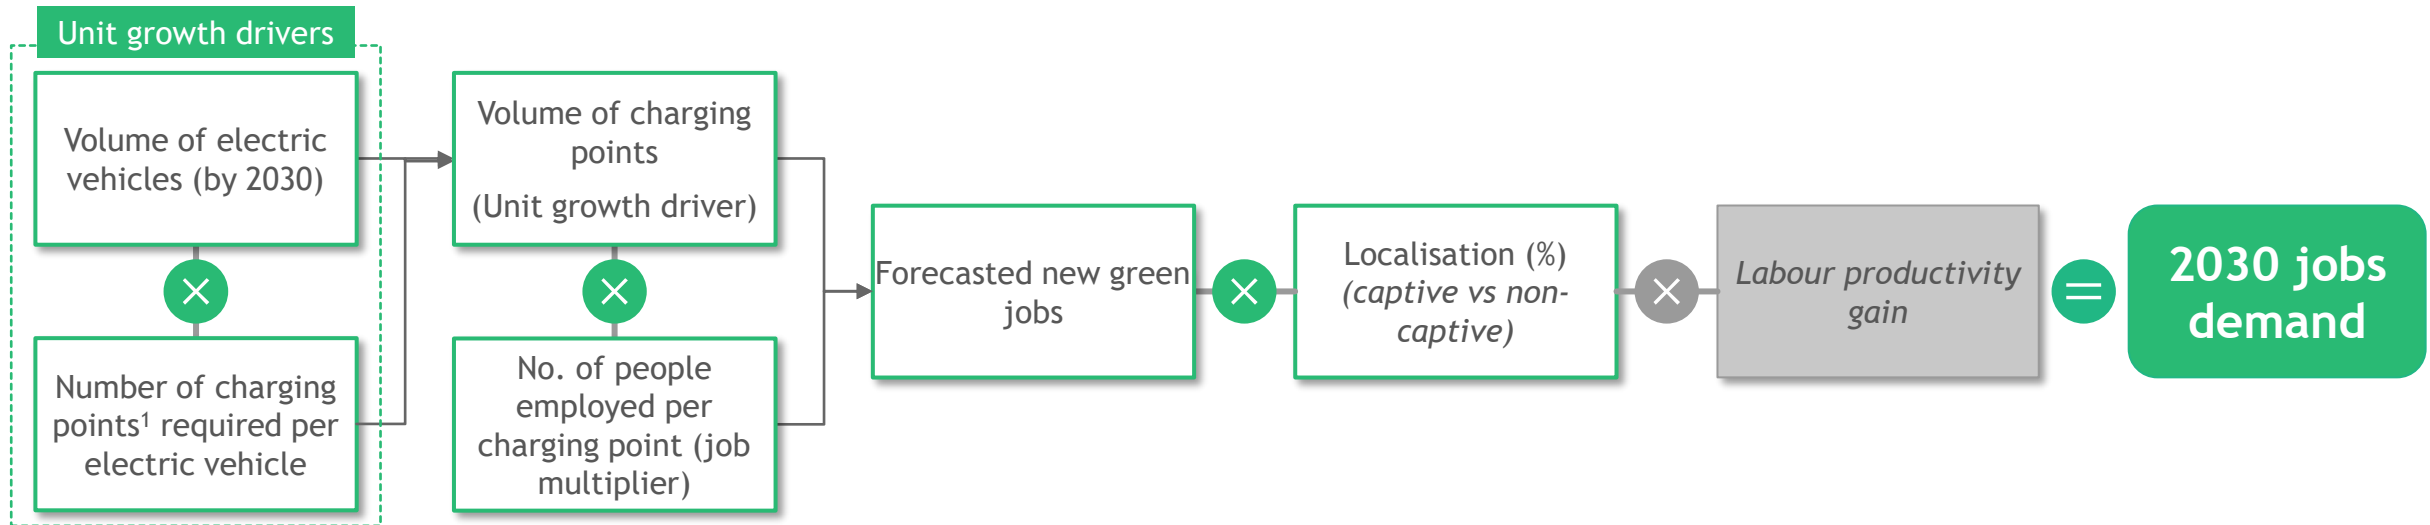 Unit growth drivers
Volume of electric
vehicles (by 2030)
Number of charging
points¹ required per
electric vehicle
Volume of charging
points
(Unit growth driver)
No. of people
employed per
charging point (job
multiplier)
Forecasted new green
jobs
Localisation (%)
(captive vs non-
captive)
Labour productivity
gain
2030 jobs
demand